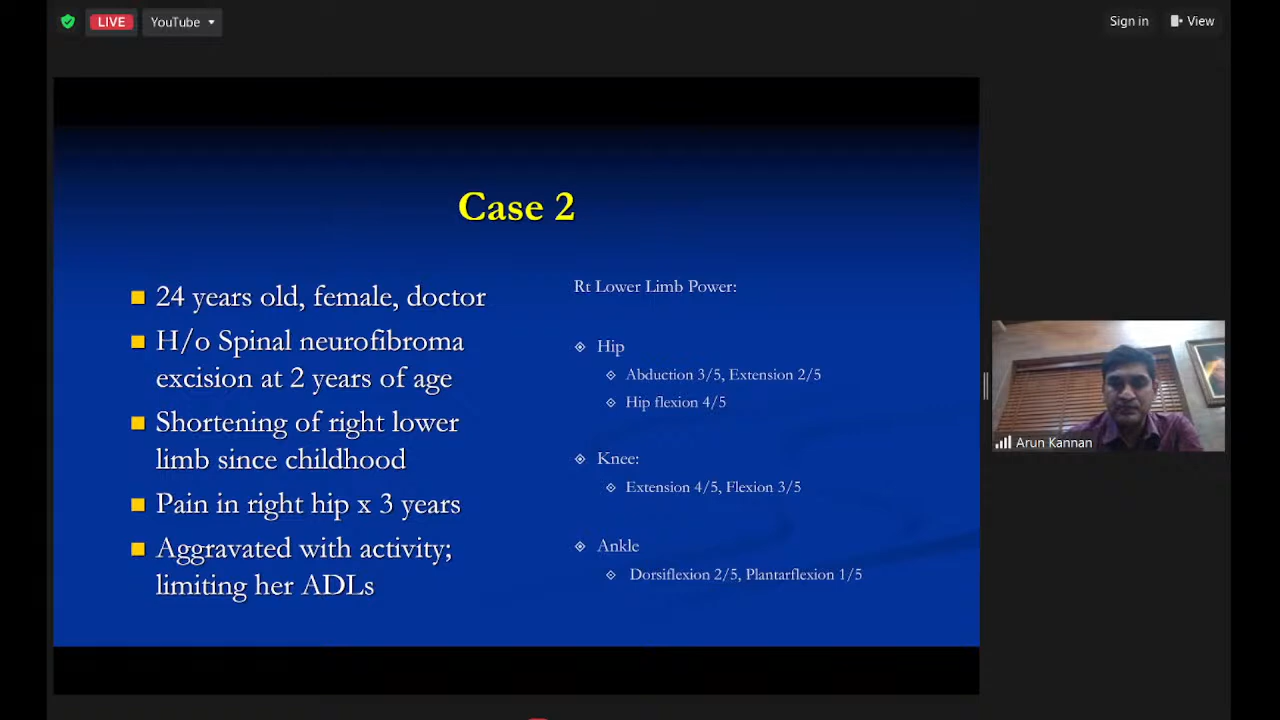 LIVE
YouTube
Sign in
View
Case 2
24 years old, female, doctor
H/o Spinal neurofibroma
excision at 2 years of age
Shortening of right lower
limb since childhood
Pain in right hip x 3 years
Aggravated with activity;
limiting her ADLs
Rt Lower Limb Power:
Hip
Abduction 3/5, Extension 2/5
Hip flexion 4/5
Knee:
Extension 4/5, Flexion 3/5
Ankle
Dorsiflexion 2/5, Plantarflexion 1/5
Arun Kannan